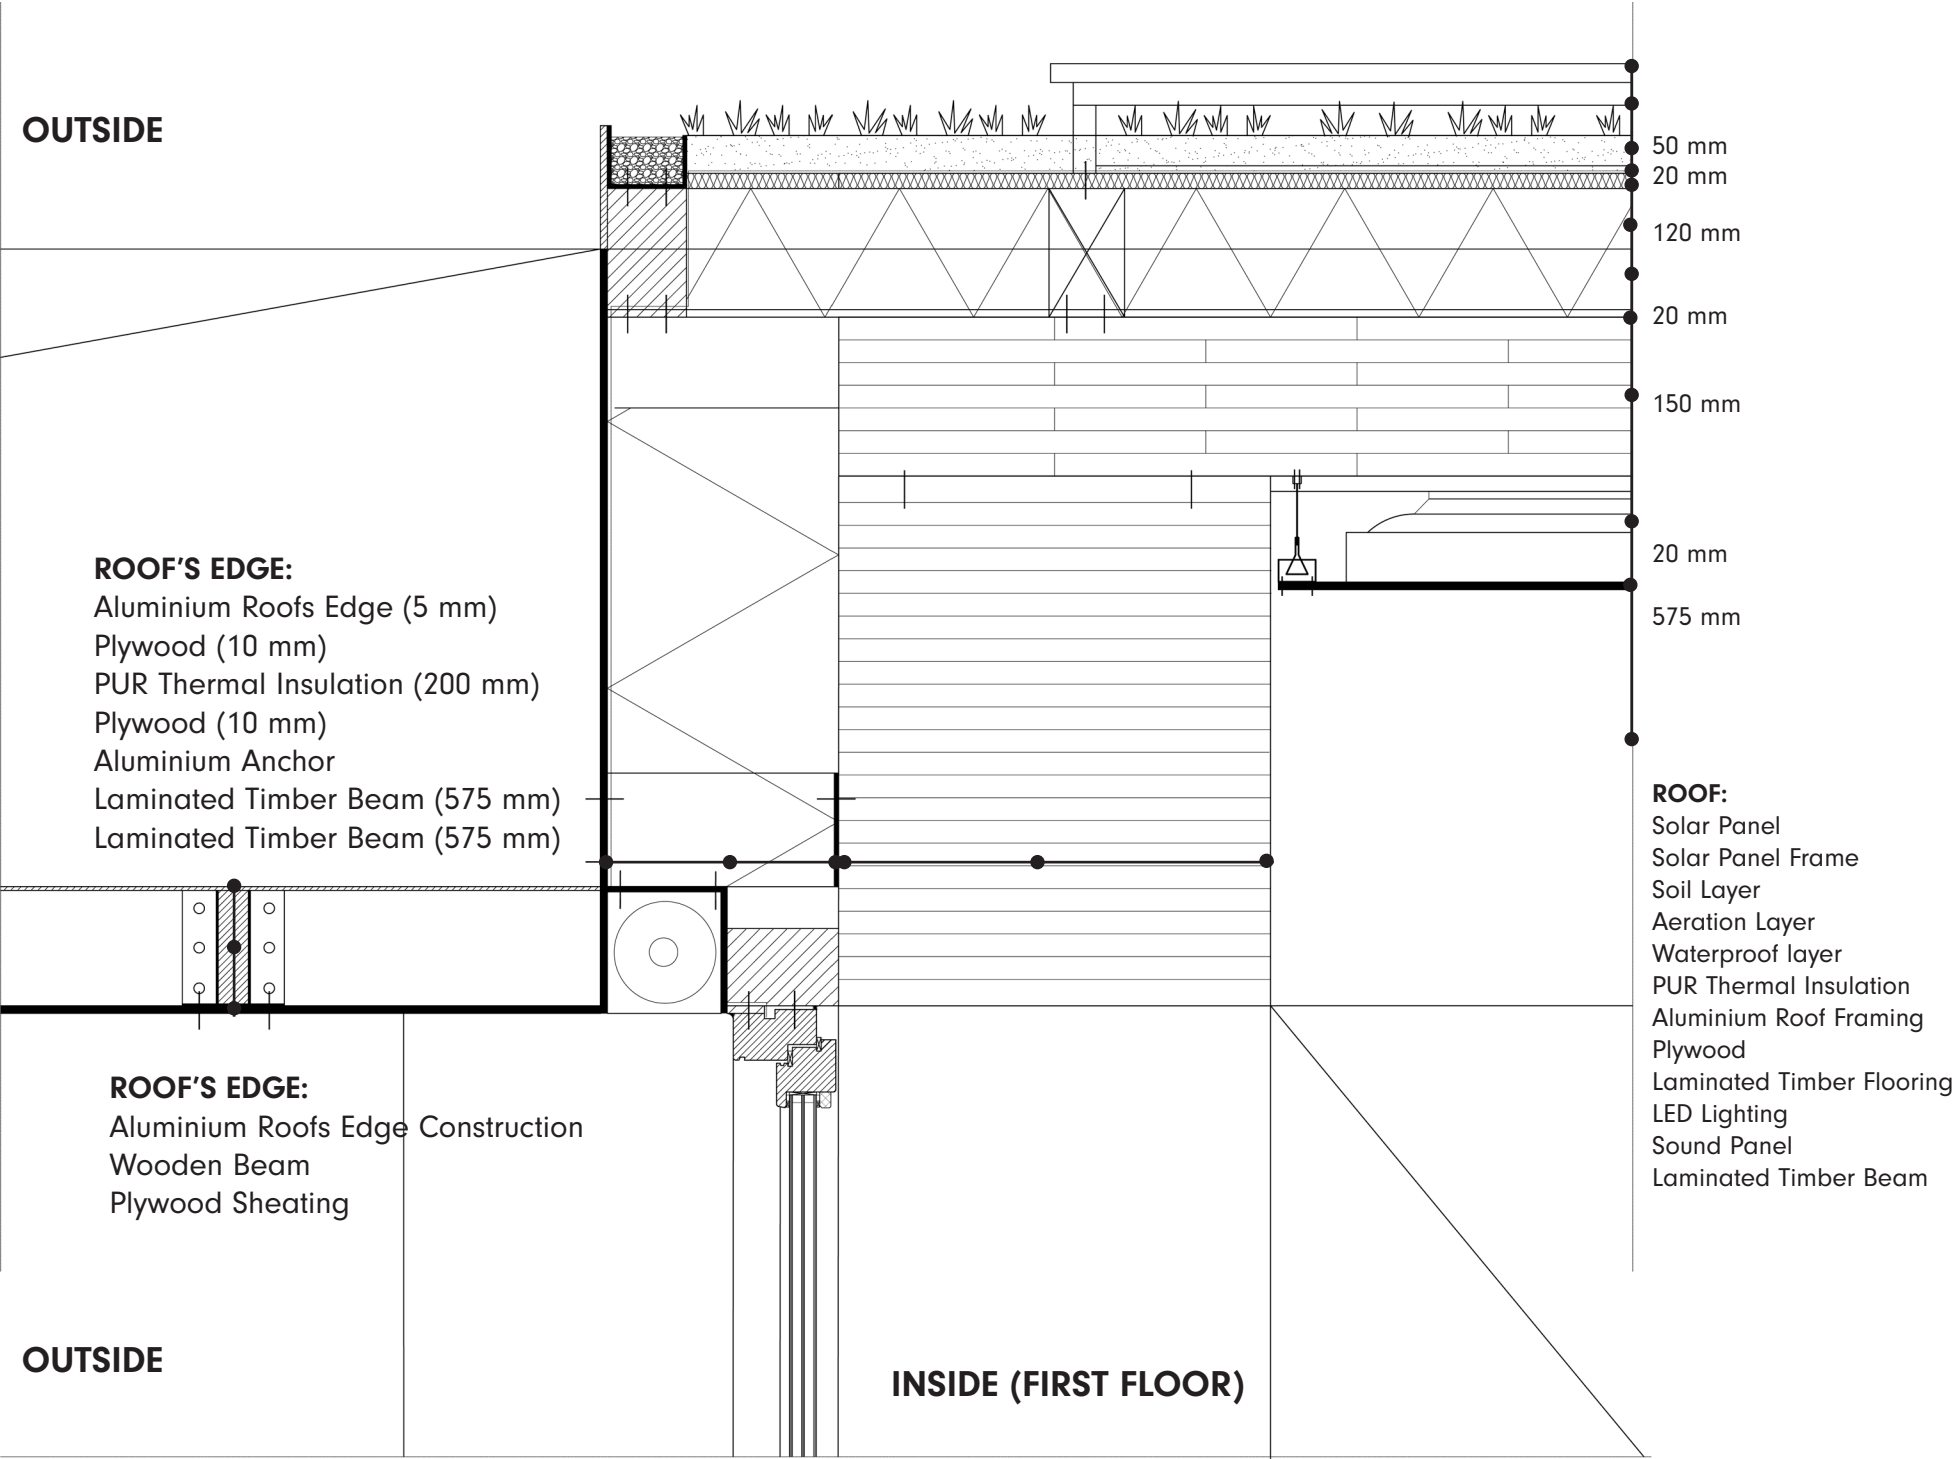 OUTSIDE
50 mm
20 mm
120 mm
20 mm
150 mm
20 mm
575 mm
ROOF’S EDGE:
Aluminium Roofs Edge (5 mm)
Plywood (10 mm)
PUR Thermal Insulation (200 mm)
Plywood (10 mm)
Aluminium Anchor
Laminated Timber Beam (575 mm)
Laminated Timber Beam (575 mm)
ROOF:
Solar Panel
Solar Panel Frame
Soil Layer
Aeration Layer
Waterproof layer
PUR Thermal Insulation
Aluminium Roof Framing
Plywood
Laminated Timber Flooring
LED Lighting
Sound Panel
Laminated Timber Beam
ROOF’S EDGE:
Aluminium Roofs Edge Construction
Wooden Beam
Plywood Sheating
OUTSIDE
INSIDE (FIRST FLOOR)